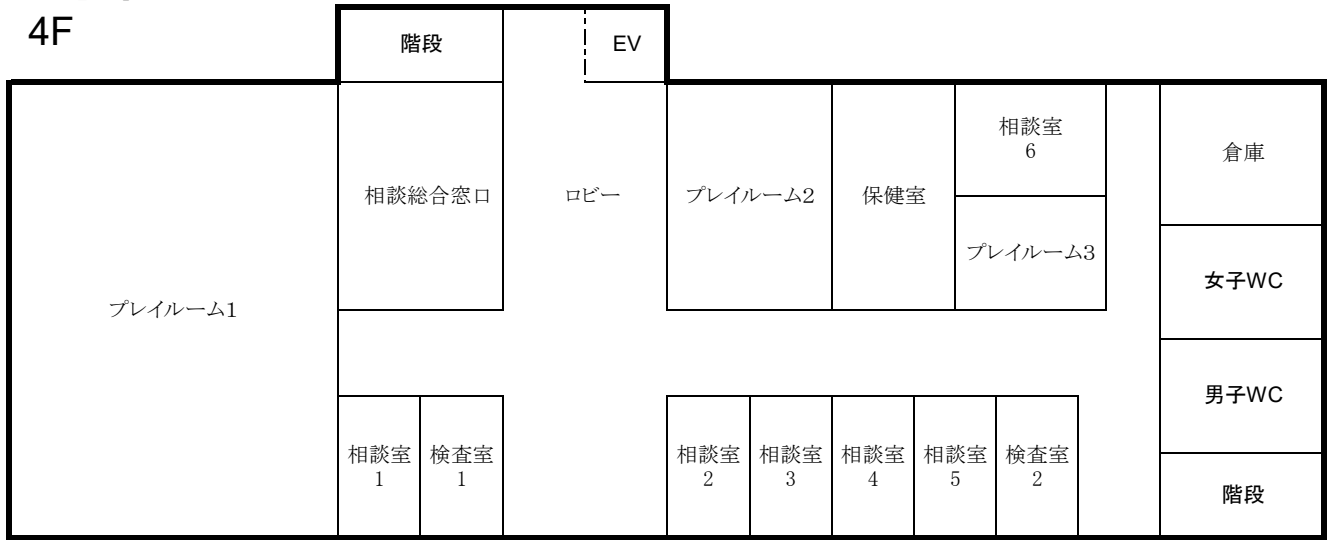 4F
階段
EV
プレイルーム1
相談総合窓口
ロビー
プレイルーム2
保健室
相談室
6
プレイルーム3
倉庫
女子WC
男子WC
階段
相談室
1
検査室
1
相談室
2
相談室
3
相談室
4
相談室
5
検査室
2